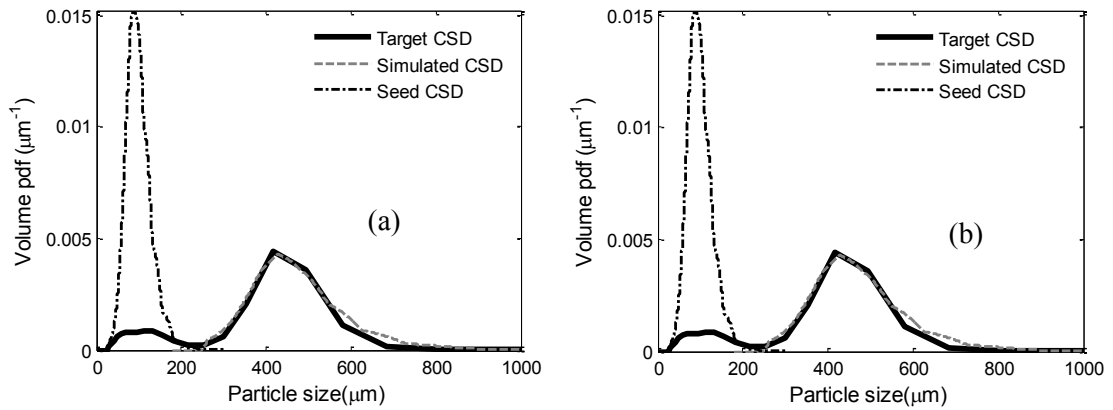 0.015
0.01
0.005
0
Volume pdf (μm⁻¹)
Target CSD
Simulated CSD
Seed CSD
(a)
0 200 400 600 800 1000
Particle size(μm)
0.015
0.01
0.005
0
Volume pdf (μm⁻¹)
Target CSD
Simulated CSD
Seed CSD
(b)
0 200 400 600 800 1000
Particle size(μm)